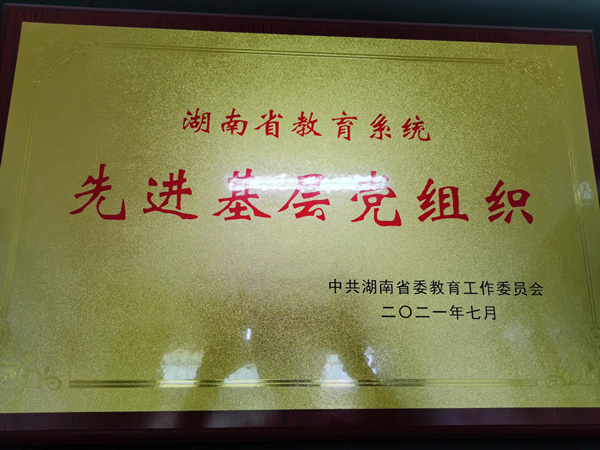 湖南省教育系统
先进基层党组织
中共湖南省委教育工作委员会
二〇二一年七月